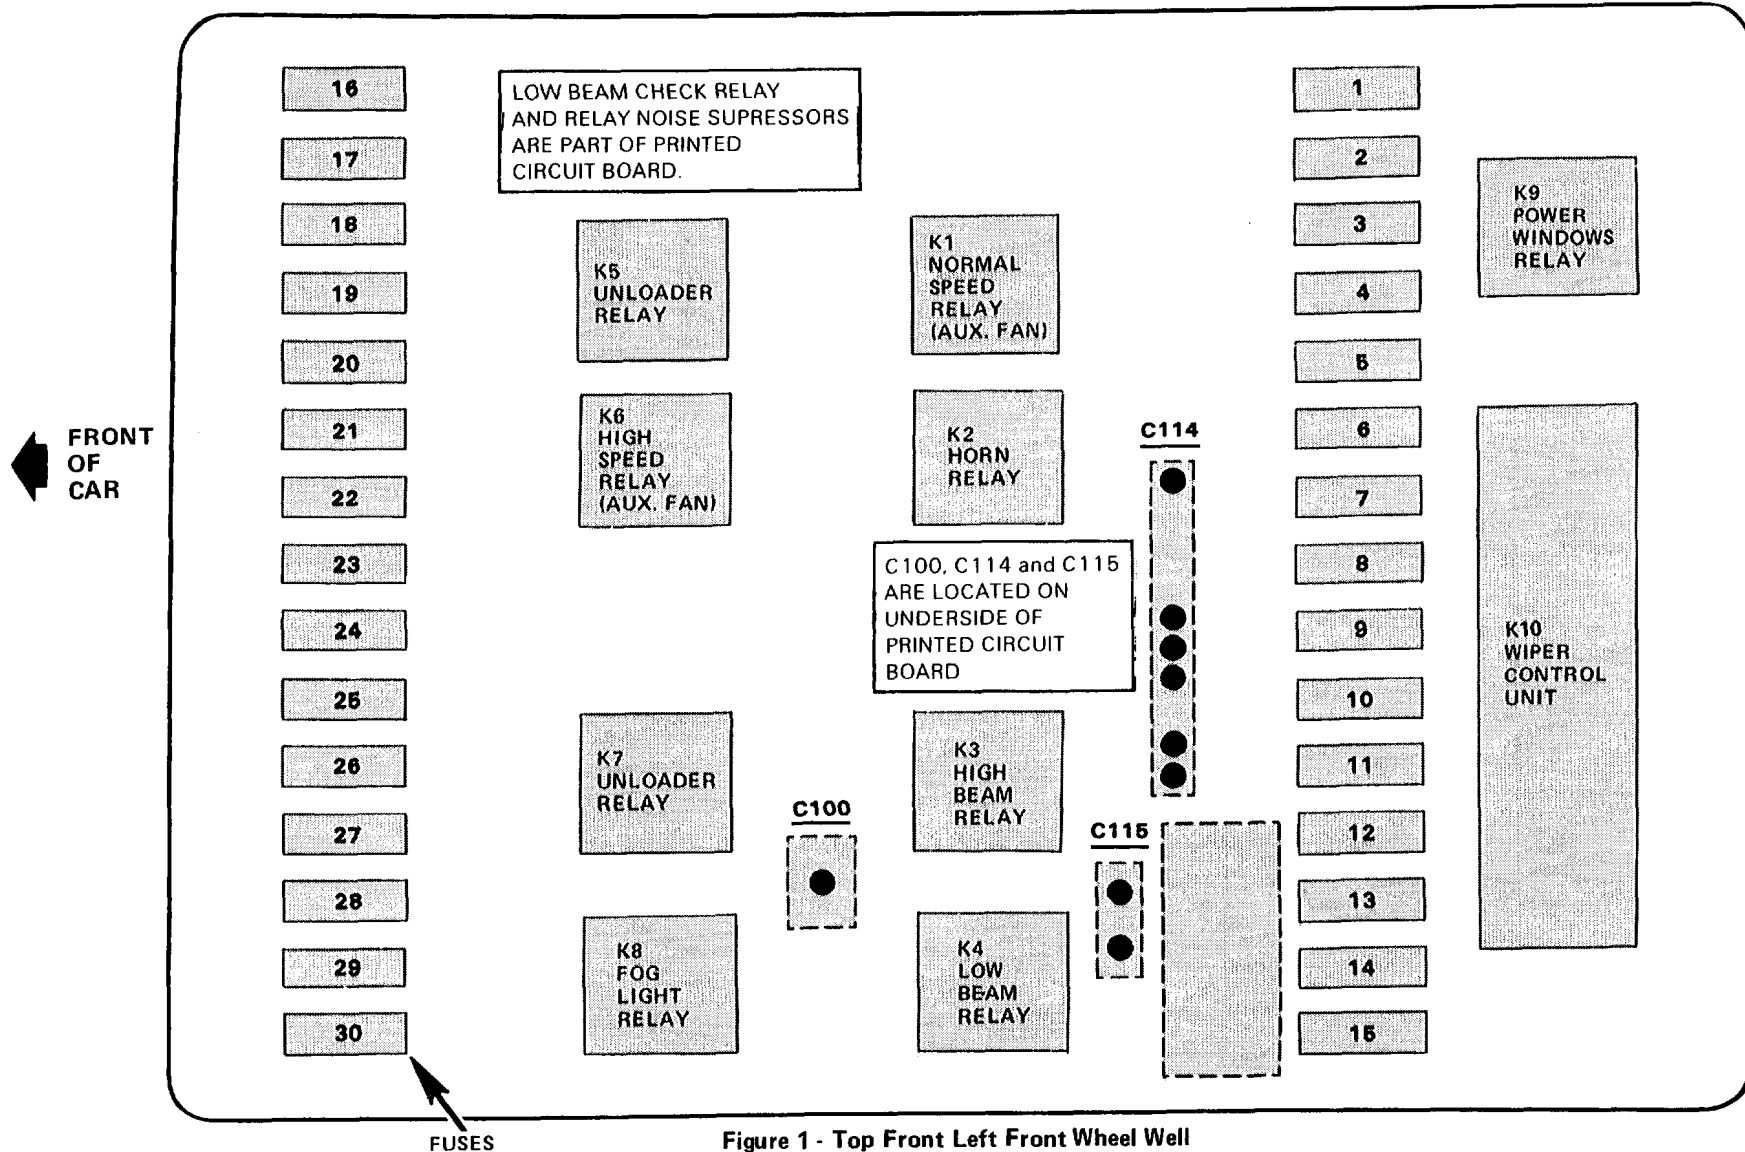 16
17
18
19
20
21
22
23
24
25
26
27
28
29
30
FRONT
OF
CAR
LOW BEAM CHECK RELAY
AND RELAY NOISE SUPRESSORS
ARE PART OF PRINTED
CIRCUIT BOARD.
K5
UNLOADER
RELAY
K6
HIGH
SPEED
RELAY
(AUX. FAN)
K7
UNLOADER
RELAY
K8
FOG
LIGHT
RELAY
C100
K1
NORMAL
SPEED
RELAY
(AUX. FAN)
K2
HORN
RELAY
C100, C114 and C115
ARE LOCATED ON
UNDERSIDE OF
PRINTED CIRCUIT
BOARD
K3
HIGH
BEAM
RELAY
K4
LOW
BEAM
RELAY
C114
C115
1
2
3
4
5
6
7
8
9
10
11
12
13
14
15
K9
POWER
WINDOWS
RELAY
K10
WIPER
CONTROL
UNIT
FUSES
Figure 1 - Top Front Left Front Wheel Well